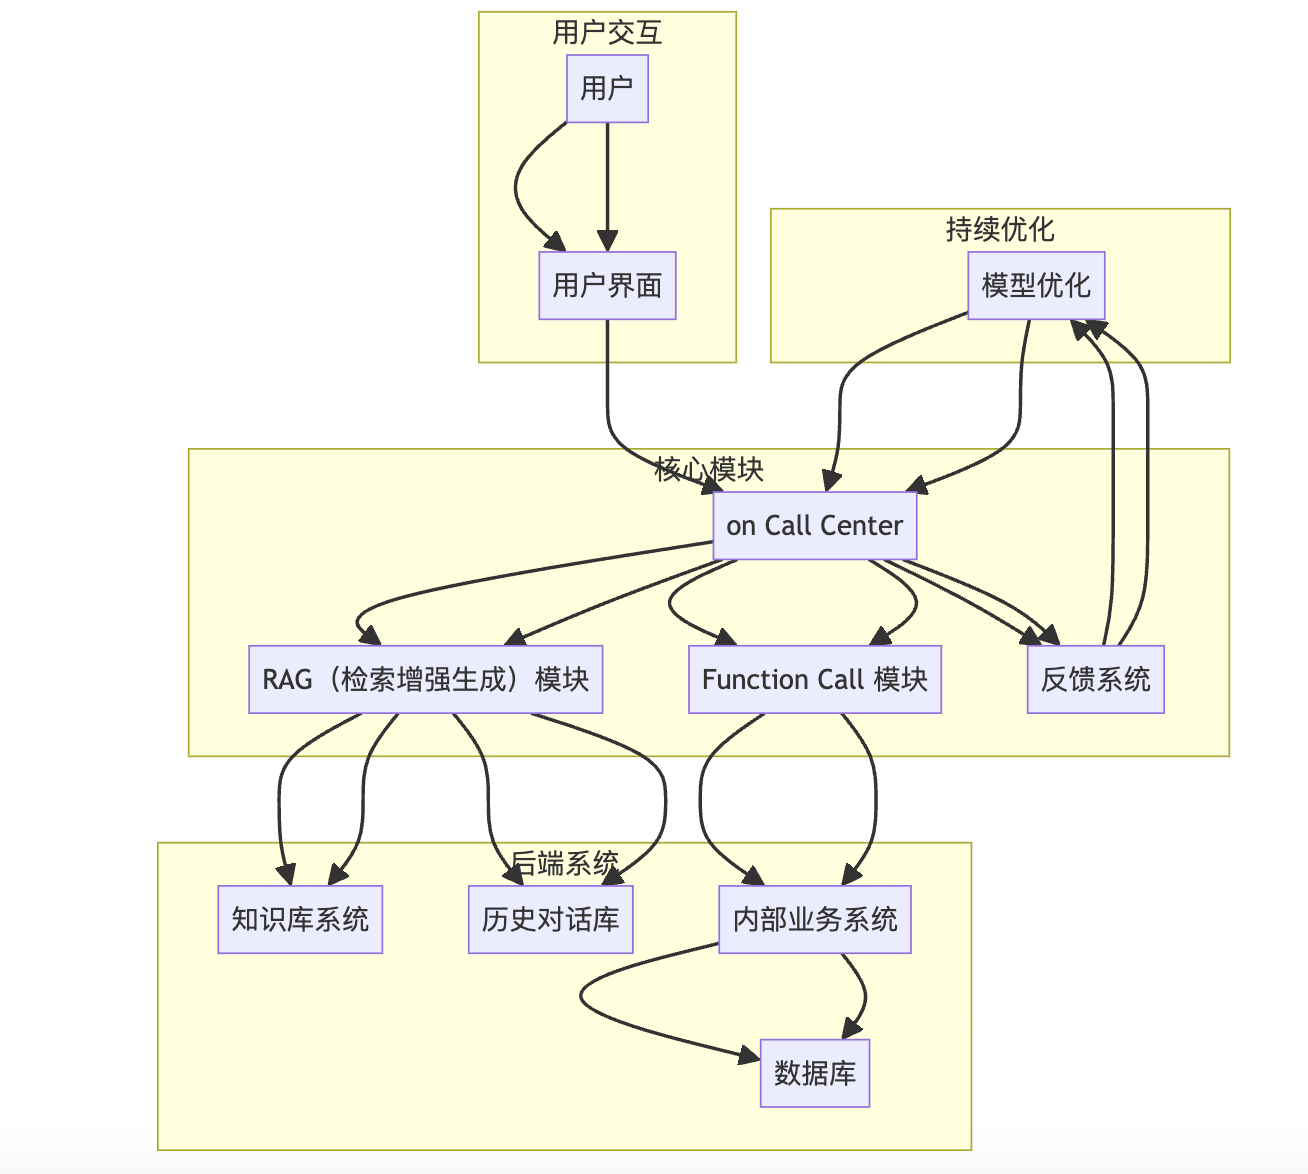 用户交互
用户
用户界面
持续优化
模型优化
核心模块
on Call Center
RAG（检索增强生成）模块
Function Call 模块
反馈系统
后端系统
知识库系统
历史对话库
内部业务系统
数据库